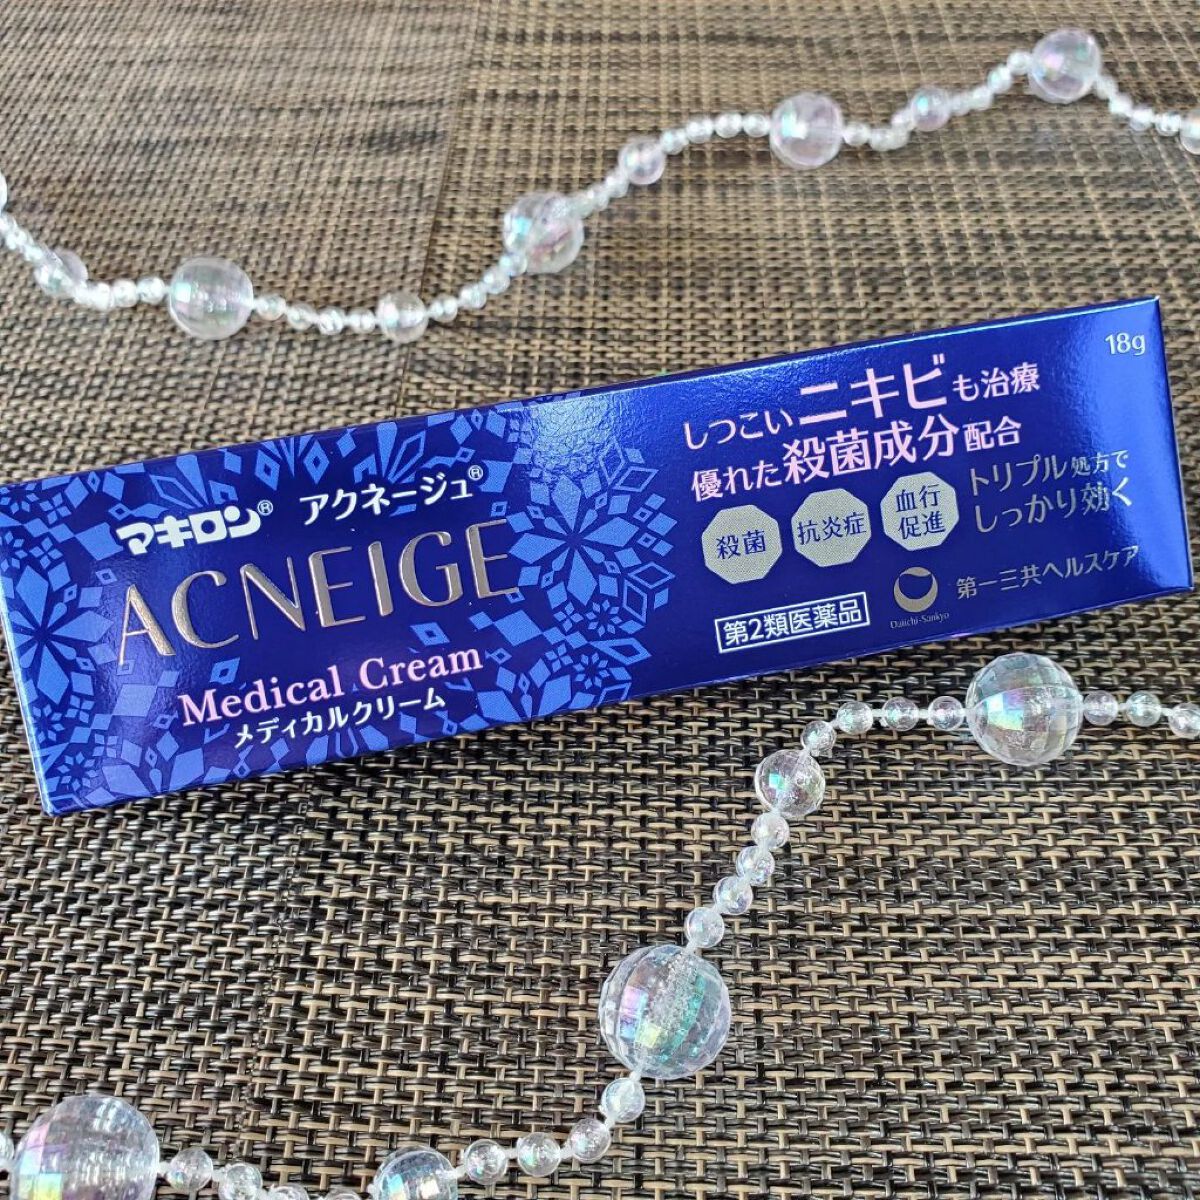 マキロン® アクネージュ®
ACNEIGE
Medical Cream
メディカルクリーム
18g
しつこいニキビも治療
優れた殺菌成分配合
殺菌
抗炎症
血行
促進
トリプル処方で
しっかり効く
第2類医薬品
Daiichi-Sankyo
第一三共ヘルスケア